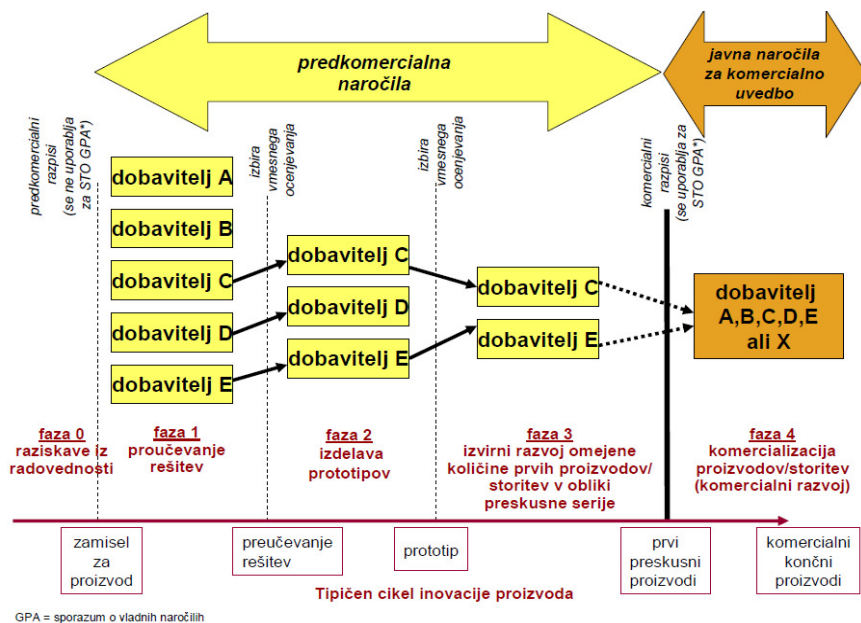 predkomercialna
naročila
javna naročila
za komercialno
uvedbo
predkomercialni
razpisi
(se ne uporablja
za STO GPA*)
izbira
vmesnega
ocenjevanja
izbira
vmesnega
ocenjevanja
komercialni
razpisi
(se uporablja za
STO GPA*)
dobavitelj A
dobavitelj B
dobavitelj C
dobavitelj D
dobavitelj E
dobavitelj C
dobavitelj D
dobavitelj E
dobavitelj C
dobavitelj E
dobavitelj
A,B,C,D,E
ali X
faza 0
raziskave iz
radovednosti
faza 1
proučevanje
rešitev
faza 2
izdelava
prototipov
faza 3
izvirni razvoj omejene
količine prvih proizvodov/
storitev v obliki
preskusne serije
faza 4
komercializacija
proizvodov/storitev
(komercialni razvoj)
zamisel
za
proizvod
preučevanje
rešitev
prototip
prvi
preskusni
proizvodi
komercialni
končni
proizvodi
Tipičen cikel inovacije proizvoda
GPA = sporazum o vladnih naročilih